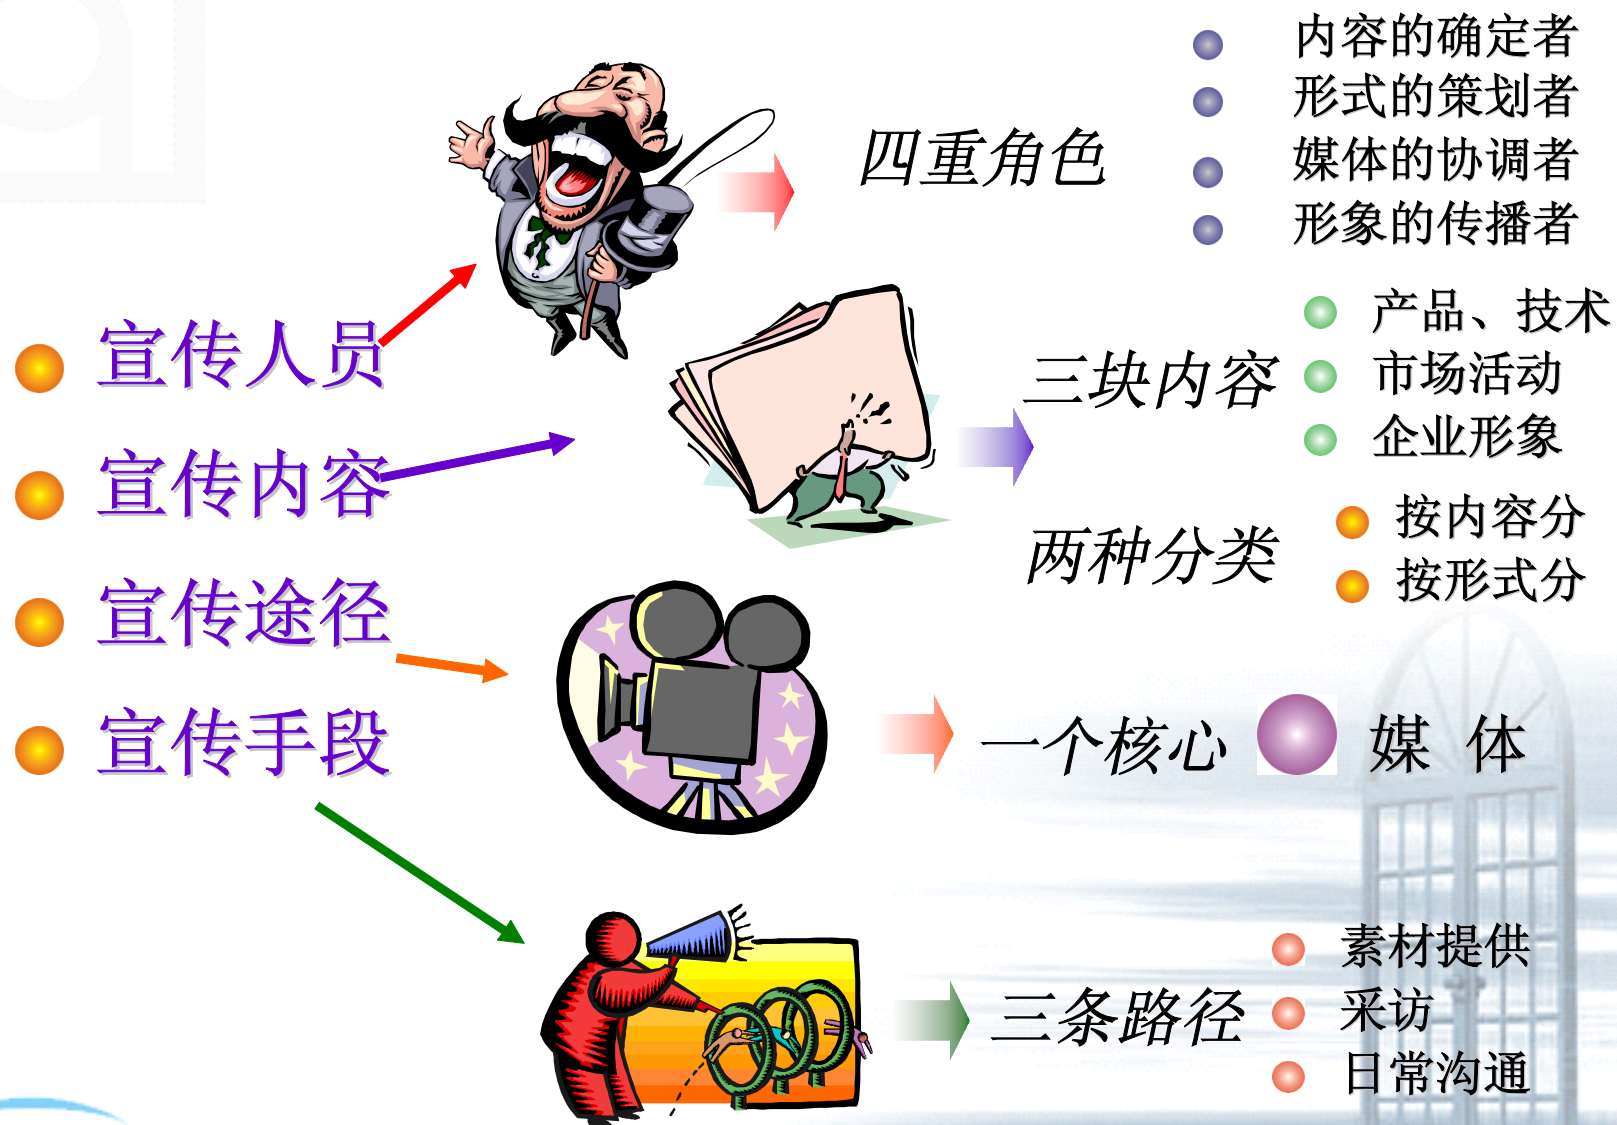 宣传人员
宣传内容
宣传途径
宣传手段
四重角色
内容的确定者
形式的策划者
媒体的协调者
形象的传播者
三块内容
产品、技术
市场活动
企业形象
两种分类
按内容分
按形式分
一个核心
媒 体
三条路径
素材提供
采访
日常沟通